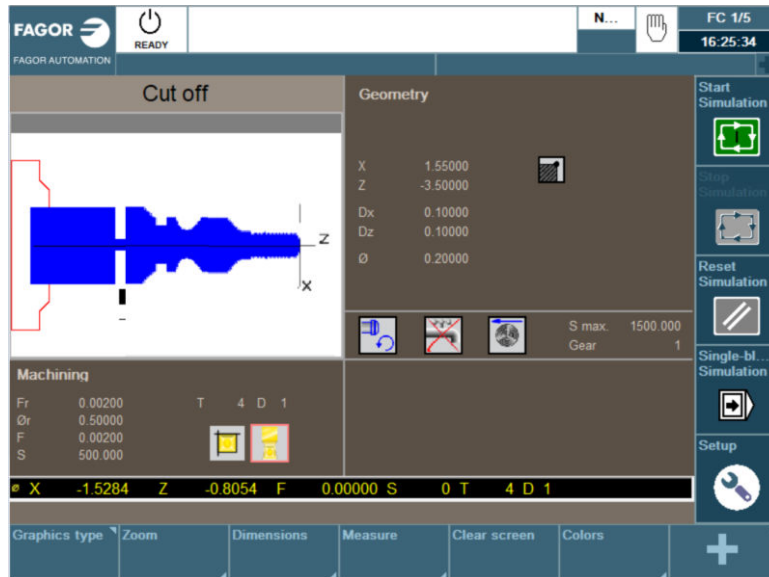 FAGOR
READY
N...
FC 1/5
16:25:34
FAGOR AUTOMATION
Cut off
Geometry
Start
Simulation
X 1.55000
Z -3.50000
Dx 0.10000
Dz 0.10000
Ø 0.20000
Stop
Simulation
Z
X
Reset
Simulation
S max. 1500.000
Gear 1
Single-bl...
Simulation
Machining
Fr 0.00200 T 4 D 1
Ør 0.50000
F 0.00200
S 500.000
Setup
ø X -1.5284 Z -0.8054 F 0.00000 S 0 T 4 D 1
Graphics type Zoom Dimensions Measure Clear screen Colors